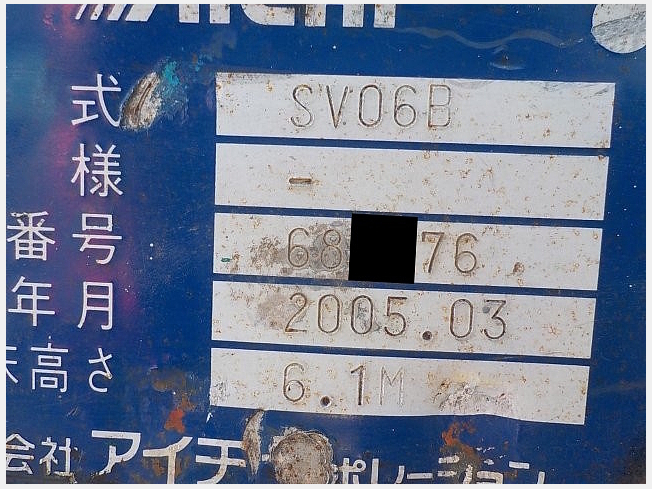 AICHI
式 SV06B
様 -
番号 68 76
年月 2005.03
高さ 6.1M
会社 アイチ ポレーション